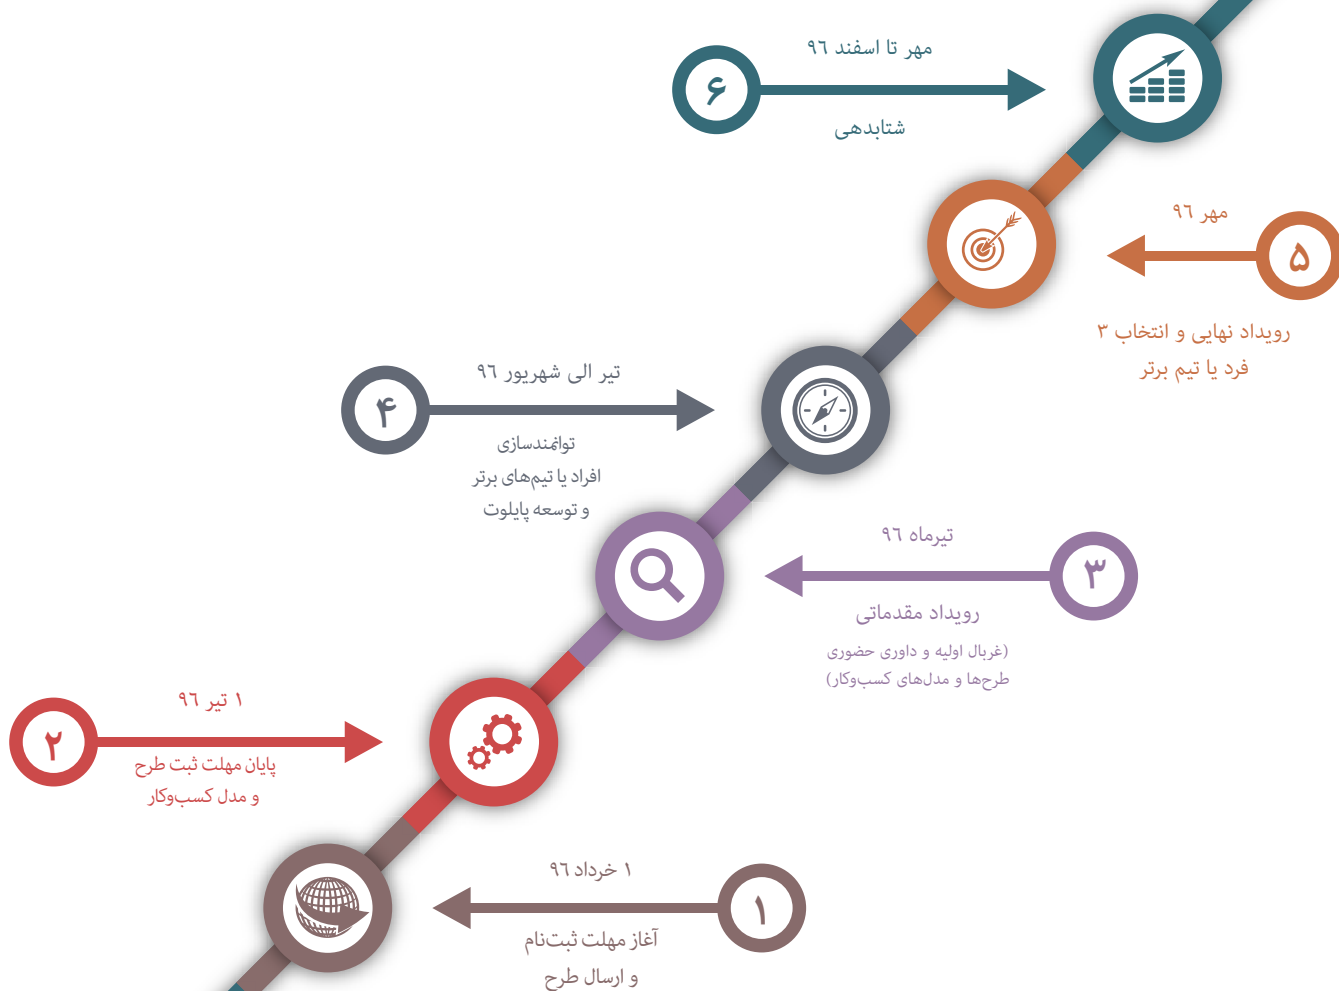 مهر تا اسفند ۹۶
۶
شتابدهی
مهر ۹۶
۵
رویداد نهایی و انتخاب ۳
فرد یا تیم برتر
تیر الی شهریور ۹۶
۴
توانمندسازی
افراد یا تیم‌های برتر
و توسعه پایلوت
تیرماه ۹۶
۳
رویداد مقدماتی
(غربال اولیه و داوری حضوری
طرح‌ها و مدل‌های کسب‌وکار)
۱ تیر ۹۶
۲
پایان مهلت ثبت طرح
و مدل کسب‌وکار
۱ خرداد ۹۶
۱
آغاز مهلت ثبت‌نام
و ارسال طرح